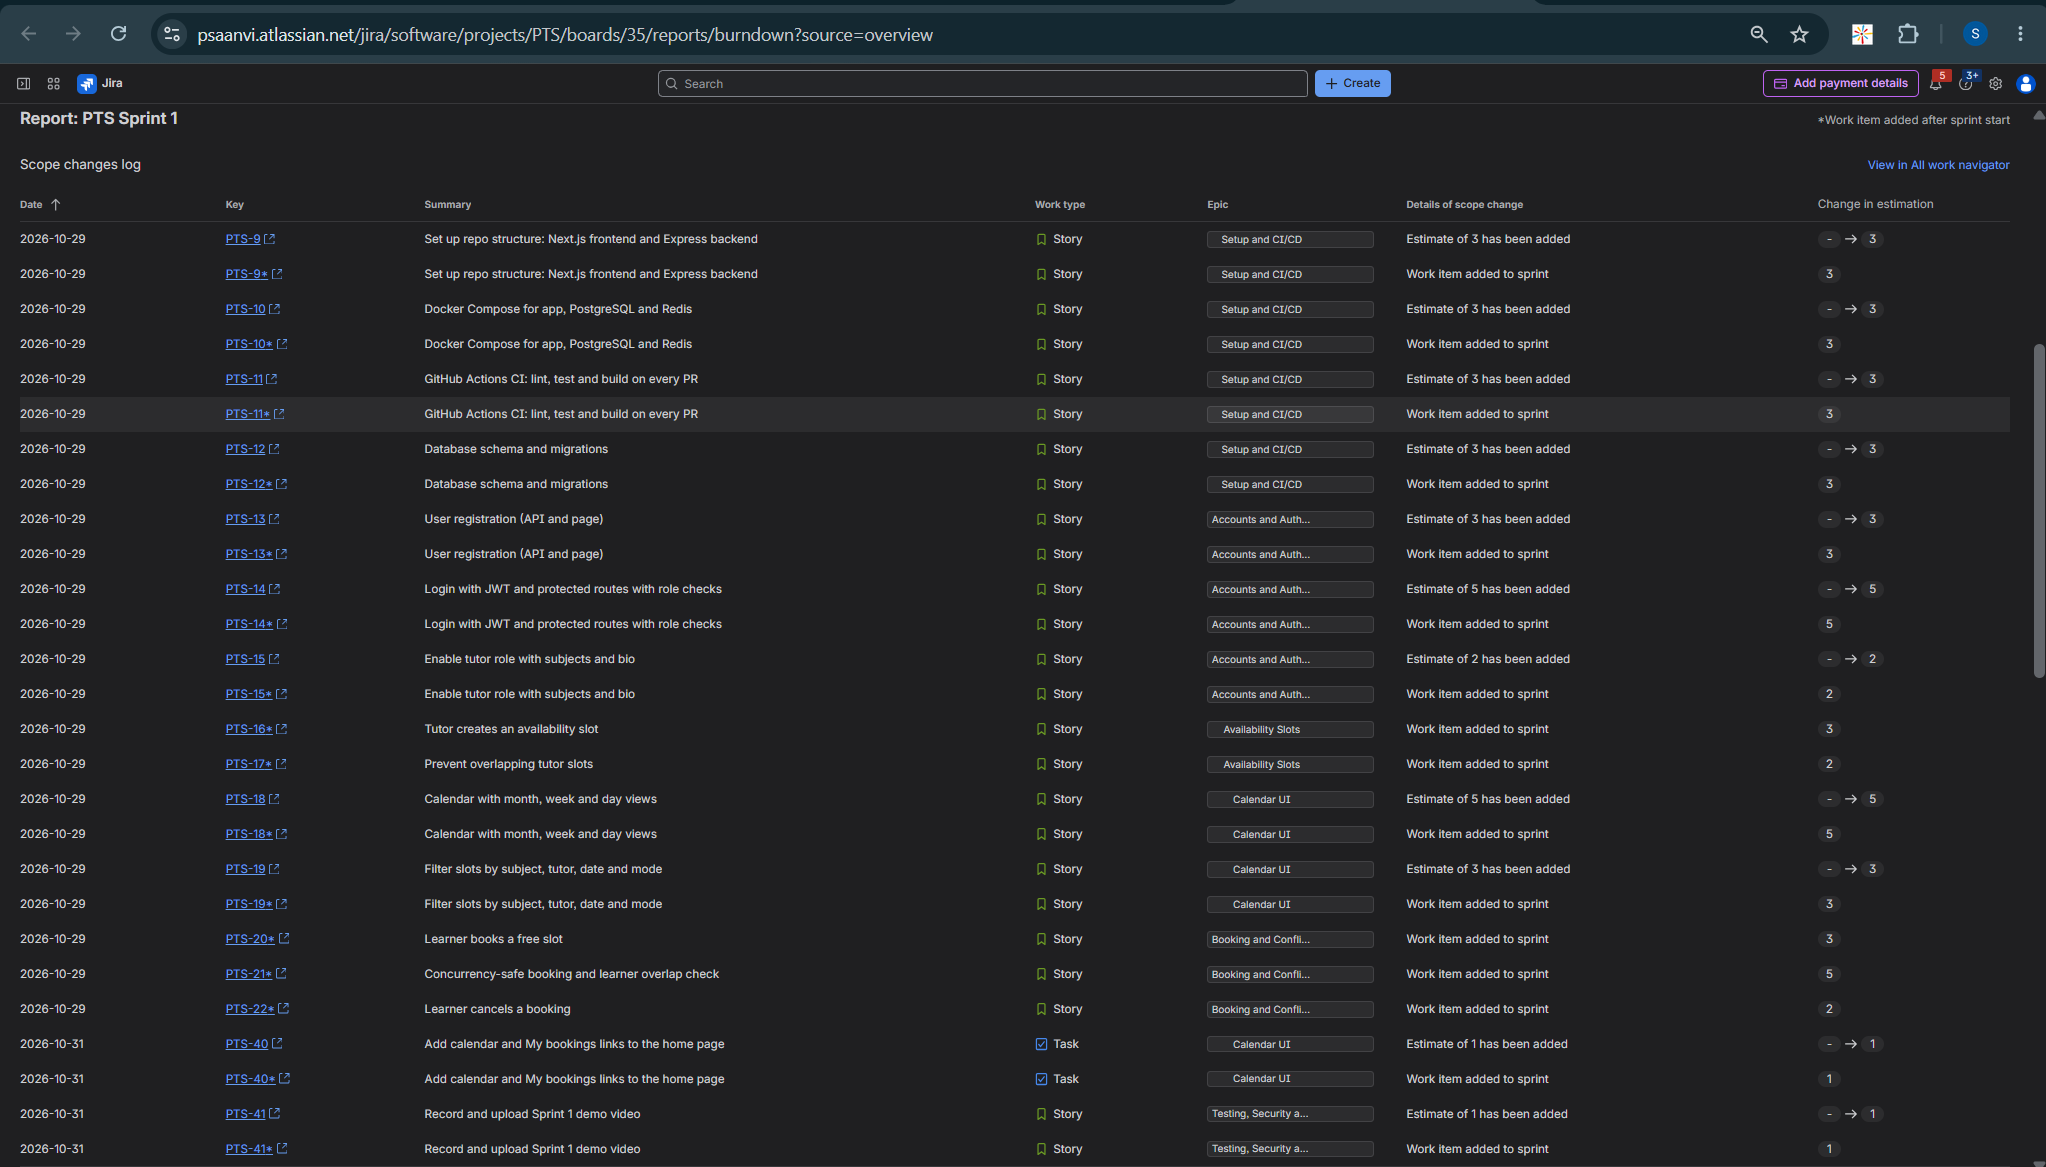 psaanvi.atlassian.net/jira/software/projects/PTS/boards/35/reports/burndown?source=overview S
Jira Search + Create Add payment details 5 3+
Report: PTS Sprint 1 *Work item added after sprint start
Scope changes log View in All work navigator
Date ↑ Key Summary Work type Epic Details of scope change Change in estimation
2026-10-29 PTS-9 Set up repo structure: Next.js frontend and Express backend Story Setup and CI/CD Estimate of 3 has been added - → 3
2026-10-29 PTS-9* Set up repo structure: Next.js frontend and Express backend Story Setup and CI/CD Work item added to sprint 3
2026-10-29 PTS-10 Docker Compose for app, PostgreSQL and Redis Story Setup and CI/CD Estimate of 3 has been added - → 3
2026-10-29 PTS-10* Docker Compose for app, PostgreSQL and Redis Story Setup and CI/CD Work item added to sprint 3
2026-10-29 PTS-11 GitHub Actions CI: lint, test and build on every PR Story Setup and CI/CD Estimate of 3 has been added - → 3
2026-10-29 PTS-11* GitHub Actions CI: lint, test and build on every PR Story Setup and CI/CD Work item added to sprint 3
2026-10-29 PTS-12 Database schema and migrations Story Setup and CI/CD Estimate of 3 has been added - → 3
2026-10-29 PTS-12* Database schema and migrations Story Setup and CI/CD Work item added to sprint 3
2026-10-29 PTS-13 User registration (API and page) Story Accounts and Auth... Estimate of 3 has been added - → 3
2026-10-29 PTS-13* User registration (API and page) Story Accounts and Auth... Work item added to sprint 3
2026-10-29 PTS-14 Login with JWT and protected routes with role checks Story Accounts and Auth... Estimate of 5 has been added - → 5
2026-10-29 PTS-14* Login with JWT and protected routes with role checks Story Accounts and Auth... Work item added to sprint 5
2026-10-29 PTS-15 Enable tutor role with subjects and bio Story Accounts and Auth... Estimate of 2 has been added - → 2
2026-10-29 PTS-15* Enable tutor role with subjects and bio Story Accounts and Auth... Work item added to sprint 2
2026-10-29 PTS-16* Tutor creates an availability slot Story Availability Slots Work item added to sprint 3
2026-10-29 PTS-17* Prevent overlapping tutor slots Story Availability Slots Work item added to sprint 2
2026-10-29 PTS-18 Calendar with month, week and day views Story Calendar UI Estimate of 5 has been added - → 5
2026-10-29 PTS-18* Calendar with month, week and day views Story Calendar UI Work item added to sprint 5
2026-10-29 PTS-19 Filter slots by subject, tutor, date and mode Story Calendar UI Estimate of 3 has been added - → 3
2026-10-29 PTS-19* Filter slots by subject, tutor, date and mode Story Calendar UI Work item added to sprint 3
2026-10-29 PTS-20* Learner books a free slot Story Booking and Confli... Work item added to sprint 3
2026-10-29 PTS-21* Concurrency-safe booking and learner overlap check Story Booking and Confli... Work item added to sprint 5
2026-10-29 PTS-22* Learner cancels a booking Story Booking and Confli... Work item added to sprint 2
2026-10-31 PTS-40 Add calendar and My bookings links to the home page Task Calendar UI Estimate of 1 has been added - → 1
2026-10-31 PTS-40* Add calendar and My bookings links to the home page Task Calendar UI Work item added to sprint 1
2026-10-31 PTS-41 Record and upload Sprint 1 demo video Story Testing, Security a... Estimate of 1 has been added - → 1
2026-10-31 PTS-41* Record and upload Sprint 1 demo video Story Testing, Security a... Work item added to sprint 1